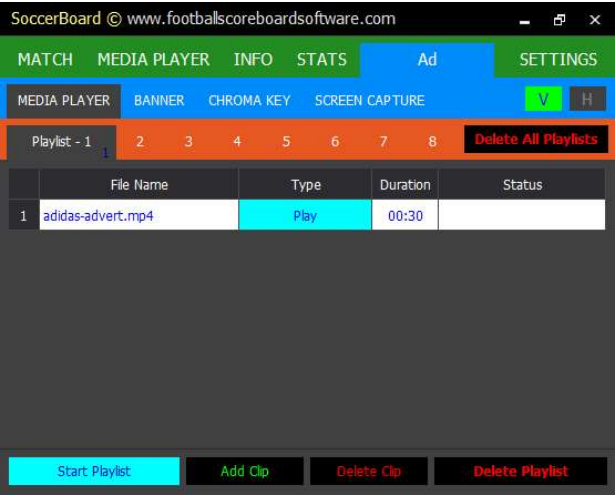 SoccerBoard © www.footballscoreboardsoftware.com
MATCH MEDIA PLAYER INFO STATS Ad SETTINGS
MEDIA PLAYER BANNER CHROMA KEY SCREEN CAPTURE V H
Playlist - 1 1 2 3 4 5 6 7 8 Delete All Playlists
File Name Type Duration Status
1 adidas-advert.mp4 Play 00:30
Start Playlist Add Clip Delete Clip Delete Playlist